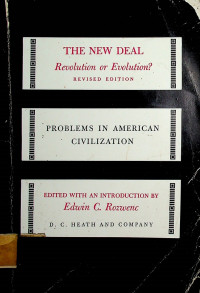 THE NEW DEAL
Revolution or Evolution?
REVISED EDITION
PROBLEMS IN AMERICAN
CIVILIZATION
EDITED WITH AN INTRODUCTION BY
Edwin C. Rozwenc
D. C. HEATH AND COMPANY